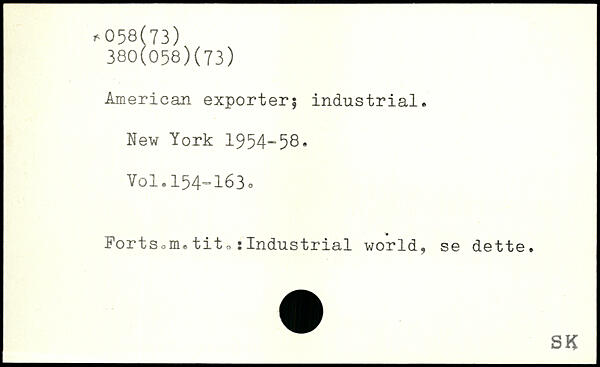 *058(73)
380(058)(73)
American exporter; industrial.
New York 1954-58.
Vol.154-163.
Forts.m.tit.:Industrial world, se dette.
SK